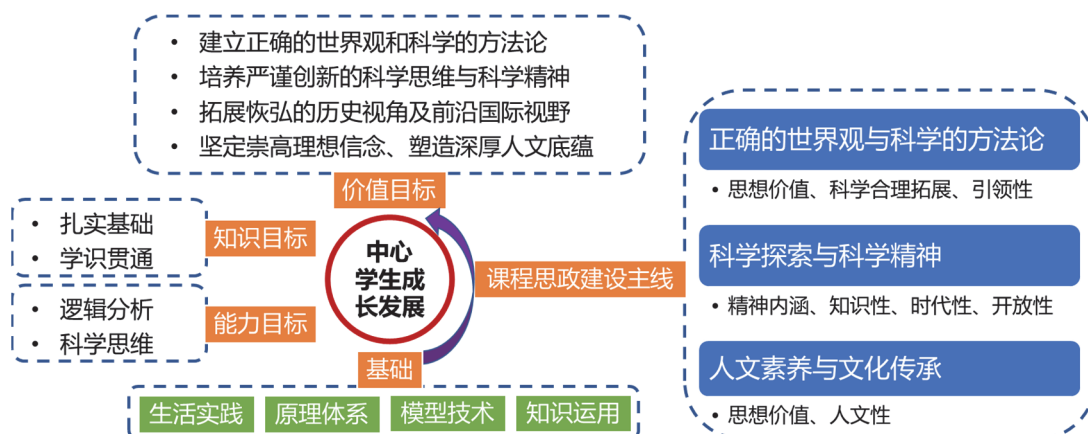 • 建立正确的世界观和科学的方法论
• 培养严谨创新的科学思维与科学精神
• 拓展恢弘的历史视角及前沿国际视野
• 坚定崇高理想信念、塑造深厚人文底蕴
价值目标
• 扎实基础
• 学识贯通
知识目标
• 逻辑分析
• 科学思维
能力目标
中心
学生成
长发展
课程思政建设主线
基础
生活实践
原理体系
模型技术
知识运用
正确的世界观与科学的方法论
• 思想价值、科学合理拓展、引领性
科学探索与科学精神
• 精神内涵、知识性、时代性、开放性
人文素养与文化传承
• 思想价值、人文性